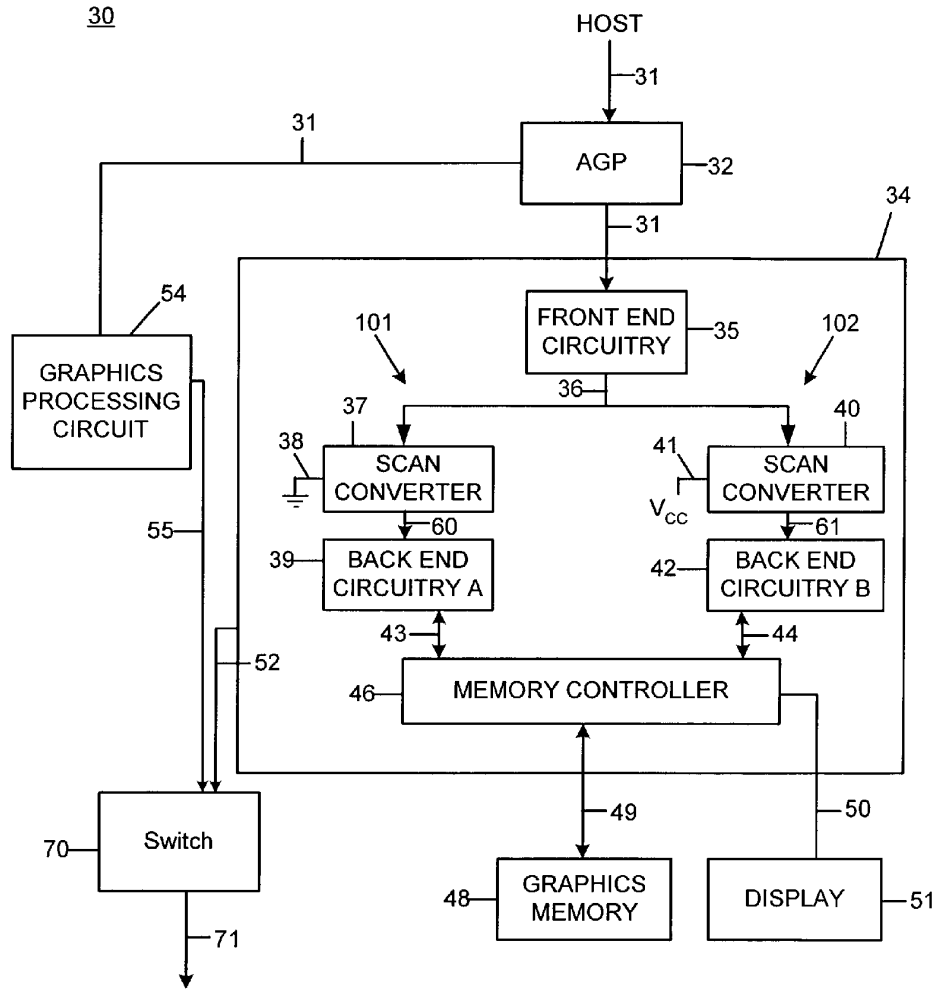 30
HOST
31
31
AGP
32
31
34
54
FRONT END
CIRCUITRY
35
101
102
GRAPHICS
PROCESSING
CIRCUIT
36
37
40
38
SCAN
CONVERTER
41
SCAN
CONVERTER
VCC
60
61
55
39
BACK END
CIRCUITRY A
42
BACK END
CIRCUITRY B
43
44
52
46
MEMORY CONTROLLER
49
50
70
Switch
48
GRAPHICS
MEMORY
DISPLAY
51
71